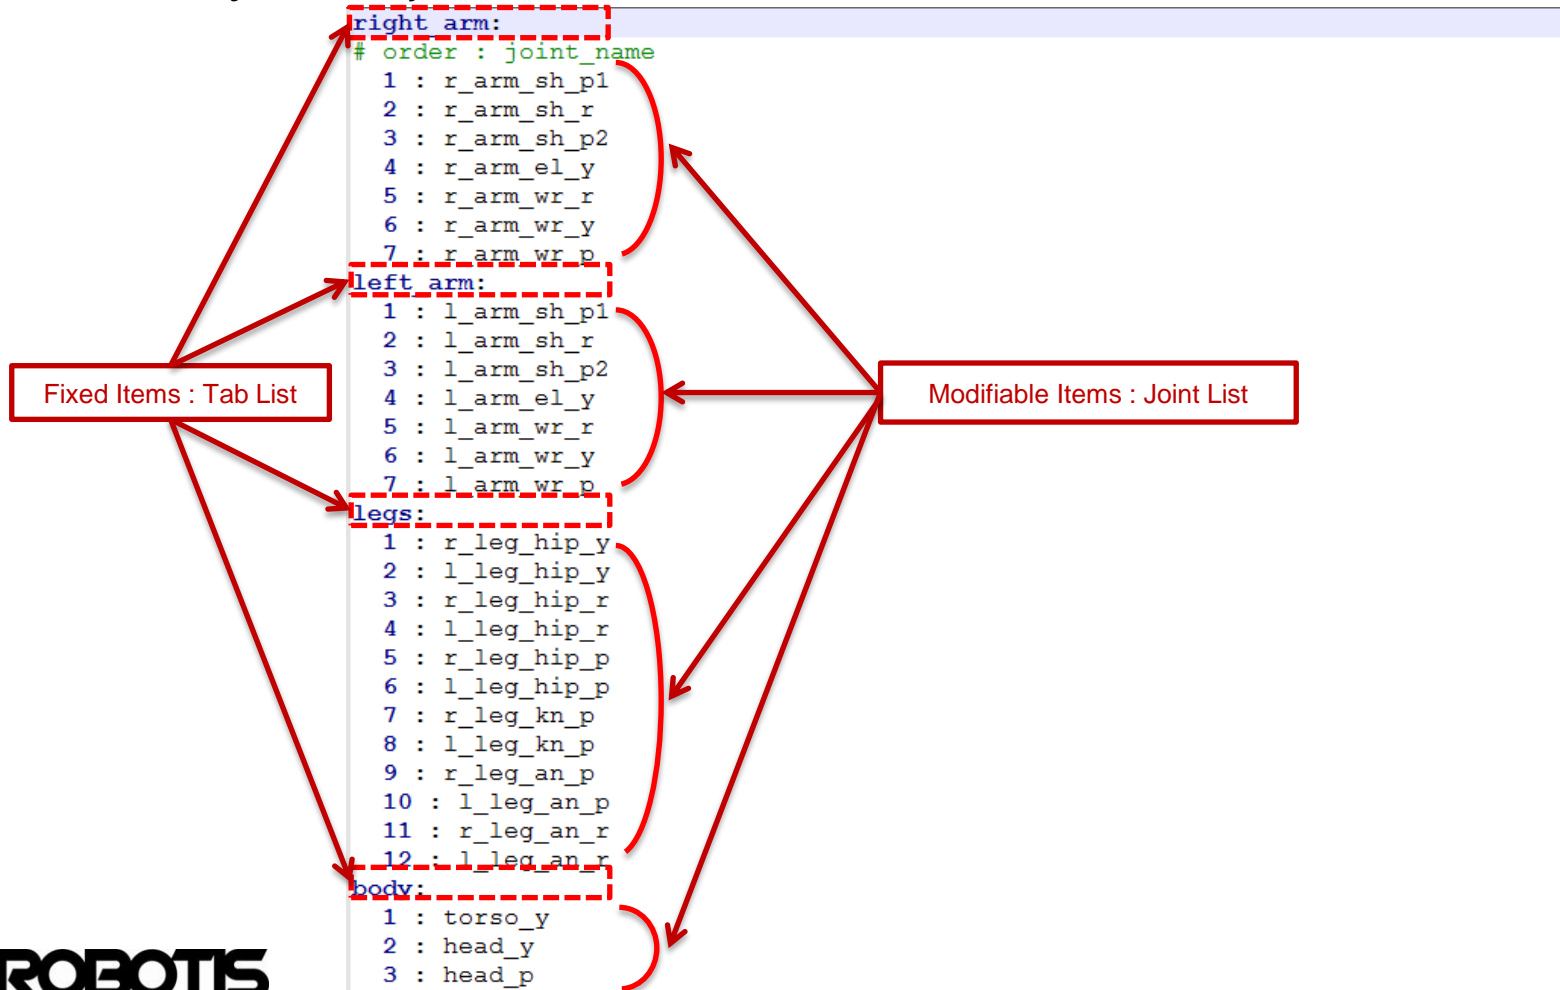 right_arm:
# order : joint_name
1 : r_arm_sh_p1
2 : r_arm_sh_r
3 : r_arm_sh_p2
4 : r_arm_el_y
5 : r_arm_wr_r
6 : r_arm_wr_y
7 : r_arm_wr_p
left_arm:
1 : l_arm_sh_p1
2 : l_arm_sh_r
3 : l_arm_sh_p2
4 : l_arm_el_y
5 : l_arm_wr_r
6 : l_arm_wr_y
7 : l_arm_wr_p
legs:
1 : r_leg_hip_y
2 : l_leg_hip_y
3 : r_leg_hip_r
4 : l_leg_hip_r
5 : r_leg_hip_p
6 : l_leg_hip_p
7 : r_leg_kn_p
8 : l_leg_kn_p
9 : r_leg_an_p
10 : l_leg_an_p
11 : r_leg_an_r
12 : l_leg_an_r
body:
1 : torso_y
2 : head_y
3 : head_p
Fixed Items : Tab List
Modifiable Items : Joint List
ROBOTIS